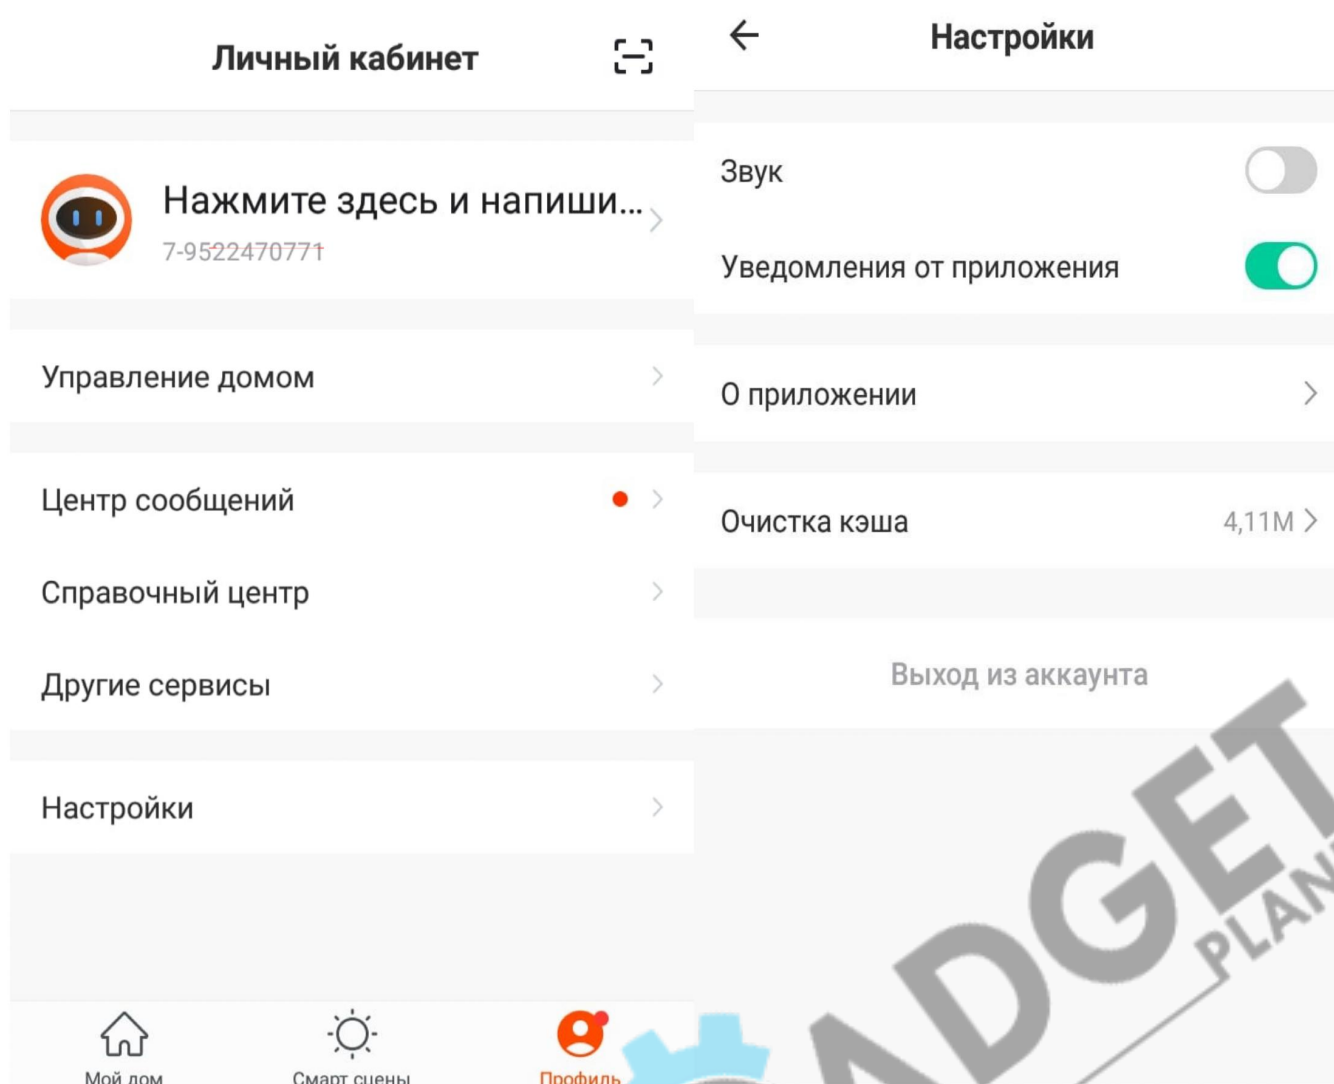 Личный кабинет
Нажмите здесь и напиши...
7-9522470771
Управление домом
Центр сообщений
Справочный центр
Другие сервисы
Настройки
Мой дом
Смарт сцены
Профиль
Настройки
Звук
Уведомления от приложения
О приложении
Очистка кэша
4,11M
Выход из аккаунта
ADGET
PLAN